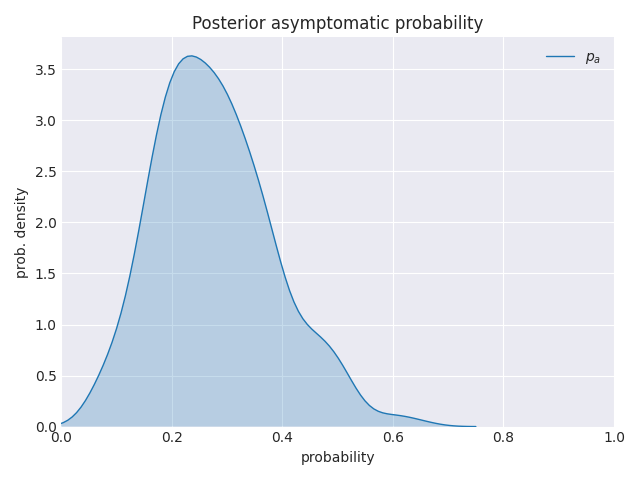 Posterior asymptomatic probability
pₐ
prob. density
3.5
3.0
2.5
2.0
1.5
1.0
0.5
0.0
0.0 0.2 0.4 0.6 0.8 1.0
probability